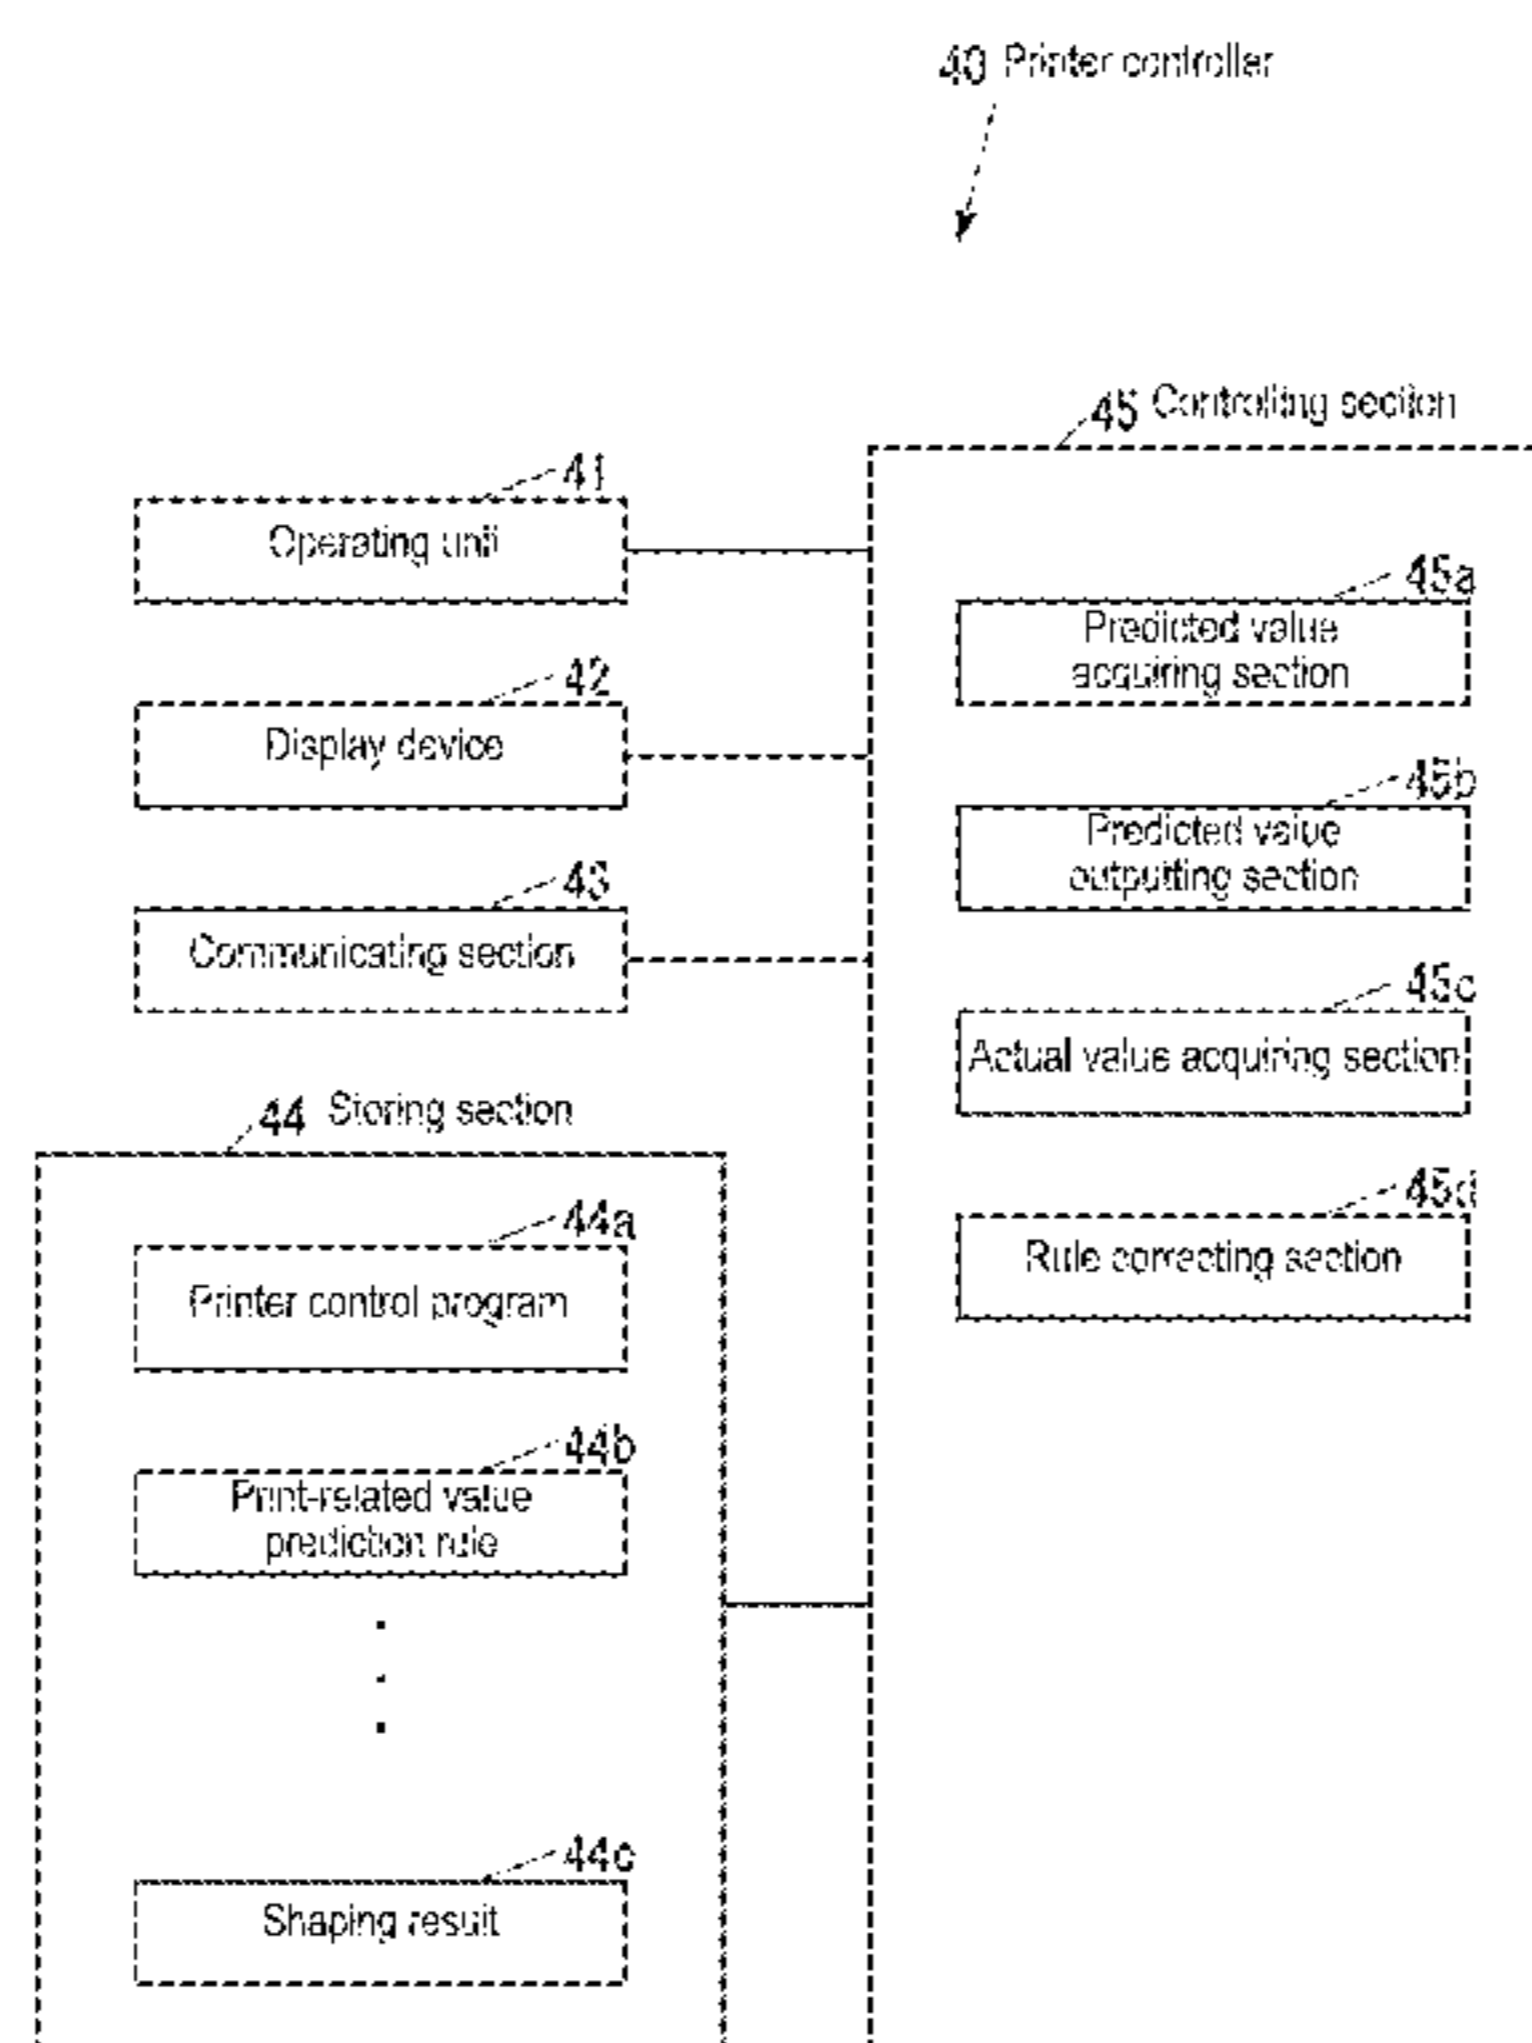 40 Printer controller
45 Controlling section
41
Operating unit
42
Display device
43
Communicating section
44 Storing section
44a
Printer control program
44b
Print-related value
prediction rule
44c
Shaping result
45a
Predicted value
acquiring section
45b
Predicted value
outputting section
45c
Actual value acquiring section
45d
Rule correcting section